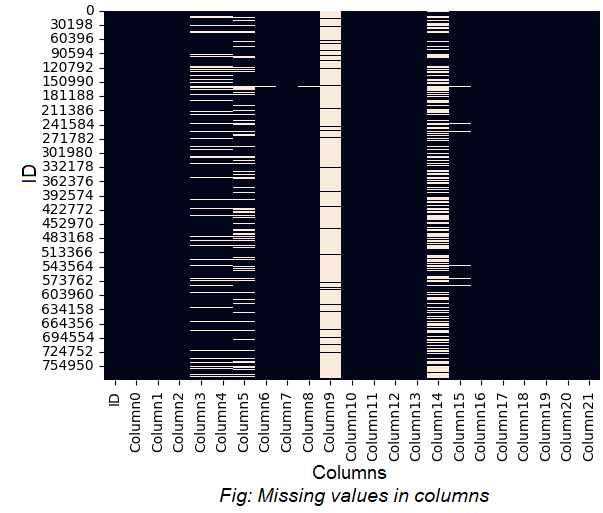 0
30198
60396
90594
120792
150990
181188
211386
241584
271782
301980
332178
362376
392574
422772
452970
483168
513366
543564
573762
603960
634158
664356
694554
724752
754950
ID
ID
Column0
Column1
Column2
Column3
Column4
Column5
Column6
Column7
Column8
Column9
Column10
Column11
Column12
Column13
Column14
Column15
Column16
Column17
Column18
Column19
Column20
Column21
Columns
Fig: Missing values in columns